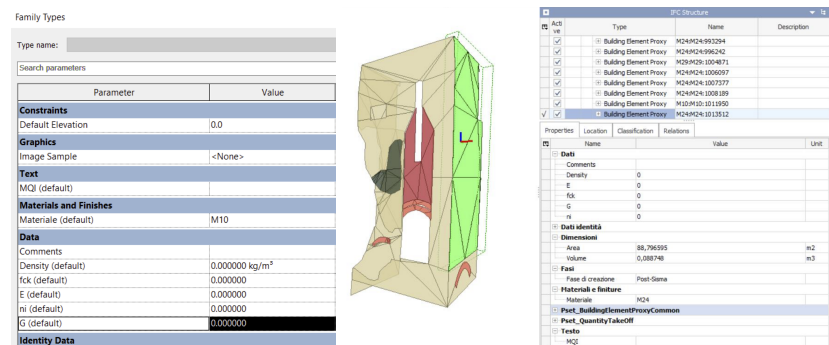 Family Types
Type name:
Search parameters
Parameter Value
Constraints
Default Elevation 0.0
Graphics
Image Sample <None>
Text
MQI (default)
Materials and Finishes
Materiale (default) M10
Data
Comments
Density (default) 0.000000 kg/m³
fck (default) 0.000000
E (default) 0.000000
ni (default) 0.000000
G (default) 0.000000
Identity Data
IFC Structure
Acti ve Type Name Description
Building Element Proxy M24:M24:993294
Building Element Proxy M24:M24:996242
Building Element Proxy M29:M29:1004871
Building Element Proxy M24:M24:1006097
Building Element Proxy M24:M24:1007377
Building Element Proxy M24:M24:1008189
Building Element Proxy M10:M10:1011950
Building Element Proxy M24:M24:1013512
Properties Location Classification Relations
Name Value Unit
Dati
Comments
Density 0
E 0
fck 0
G 0
ni 0
Dati identità
Dimensioni
Area 88,796595 m2
Volume 0,088748 m3
Fasi
Fase di creazione Post-Sisma
Materiali e finiture
Materiale M24
Pset_BuildingElementProxyCommon
Pset_QuantityTakeOff
Testo
MQI